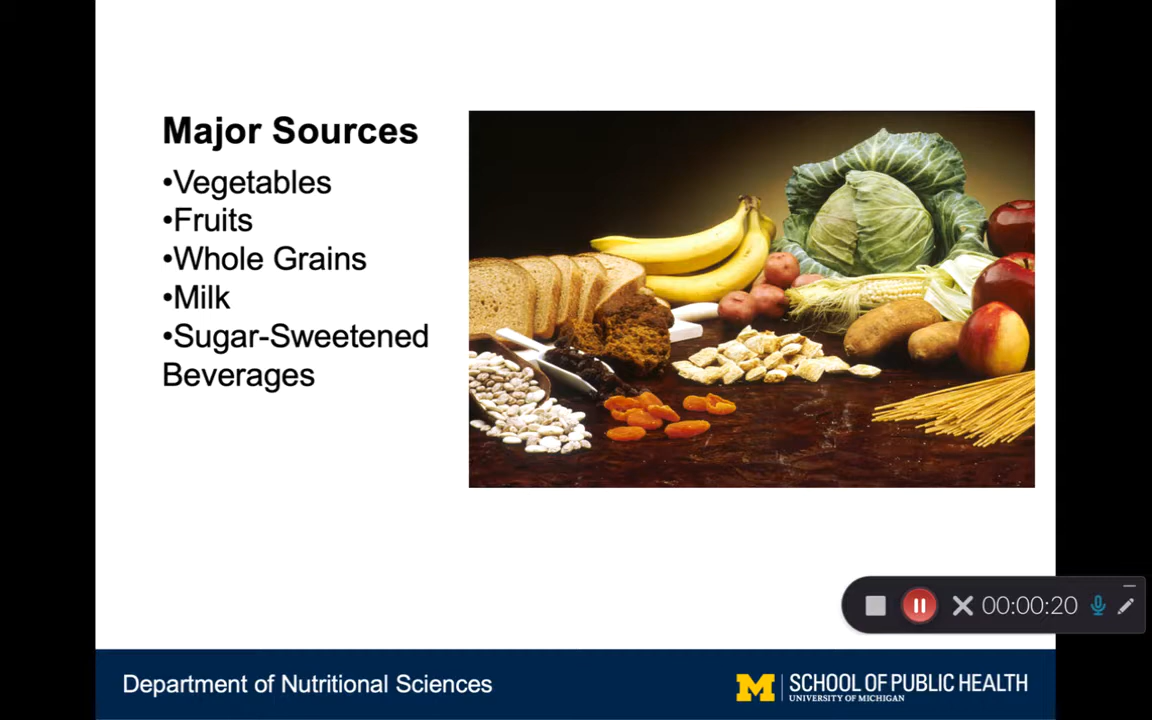 Major Sources
•Vegetables
•Fruits
•Whole Grains
•Milk
•Sugar-Sweetened
Beverages
00:00:20
Department of Nutritional Sciences
M SCHOOL OF PUBLIC HEALTH
UNIVERSITY OF MICHIGAN